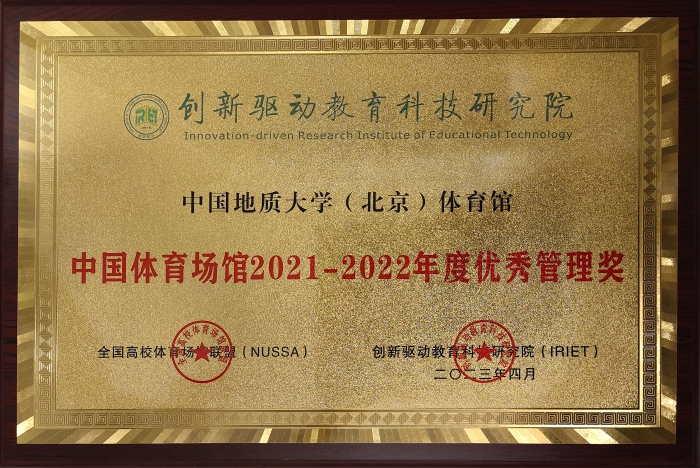 创新驱动教育科技研究院
Innovation-driven Research Institute of Educational Technology
中国地质大学（北京）体育馆
中国体育场馆2021-2022年度优秀管理奖
全国高校体育场馆联盟（NUSSA）
创新驱动教育科技研究院（IRIET）
二〇二三年四月